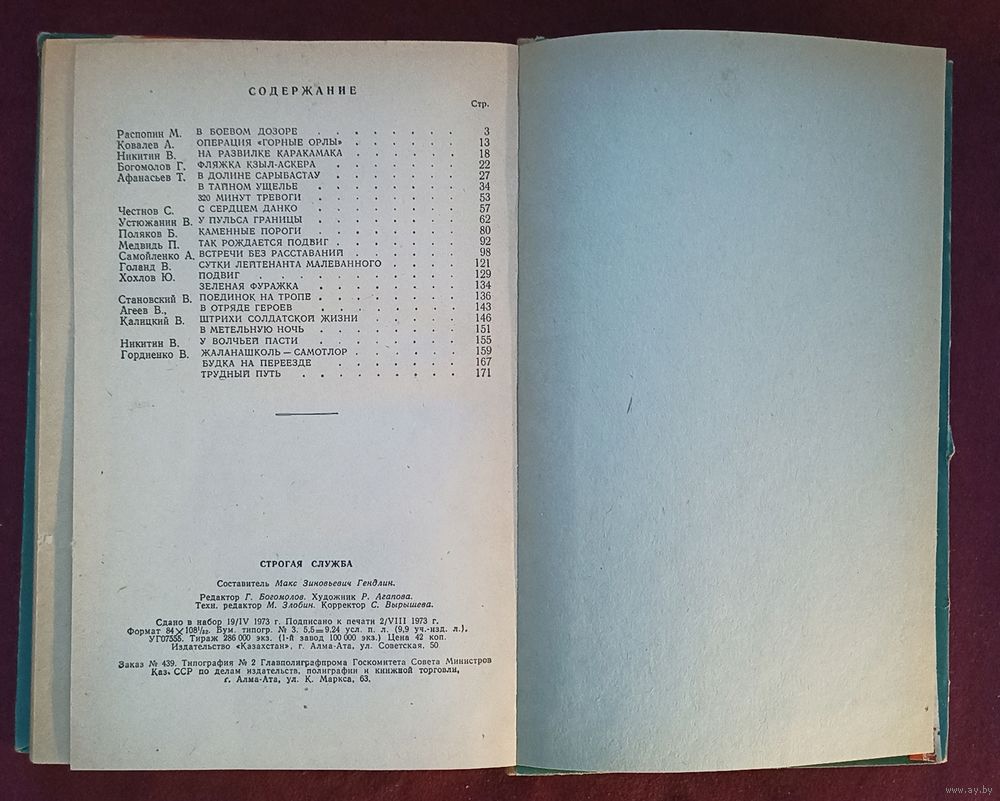 СОДЕРЖАНИЕ
Стр.
Распопин М. В БОЕВОМ ДОЗОРЕ . . . . . . . 3
Ковалев А. ОПЕРАЦИЯ «ГОРНЫЕ ОРЛЫ» . . . . . . 13
Никитин В. НА РАЗВИЛКЕ КАРАКАМАКА . . . . . . 18
Богомолов Г. ФЛЯЖКА КЗЫЛ-АСКЕРА . . . . . . . 22
Афанасьев Т. В ДОЛИНЕ САРЫБАСТАУ . . . . . . . 27
В ТАЙНОМ УЩЕЛЬЕ . . . . . . . 34
320 МИНУТ ТРЕВОГИ . . . . . . . 53
Честнов С. С СЕРДЦЕМ ДАНКО . . . . . . . 57
Устюжанин В. У ПУЛЬСА ГРАНИЦЫ . . . . . . . 62
Поляков Б. КАМЕННЫЕ ПОРОГИ . . . . . . . 80
Медвидь П. ТАК РОЖДАЕТСЯ ПОДВИГ . . . . . . . 92
Самойленко А. ВСТРЕЧИ БЕЗ РАССТАВАНИЙ . . . . . . 98
Голанд В. СУТКИ ЛЕЙТЕНАНТА МАЛЕВАННОГО . . . . 121
Хохлов Ю. ПОДВИГ . . . . . . . . . 129
ЗЕЛЕНАЯ ФУРАЖКА . . . . . . . 134
Становский В. ПОЕДИНОК НА ТРОПЕ . . . . . . . 136
Агеев В., В ОТРЯДЕ ГЕРОЕВ . . . . . . . 143
Калицкий В. ШТРИХИ СОЛДАТСКОЙ ЖИЗНИ . . . . . 146
В МЕТЕЛЬНУЮ НОЧЬ . . . . . . . 151
Никитин В. У ВОЛЧЬЕЙ ПАСТИ . . . . . . . 155
Гордиенко В. ЖАЛАНАШКОЛЬ — САМОТЛОР . . . . . . 159
БУДКА НА ПЕРЕЕЗДЕ . . . . . . 167
ТРУДНЫЙ ПУТЬ . . . . . . . . 171
СТРОГАЯ СЛУЖБА
Составитель Макс Зиновьевич Гендлин.
Редактор Г. Богомолов. Художник Р. Агапова.
Техн. редактор М. Злобин. Корректор С. Вырышева.
Сдано в набор 19/IV 1973 г. Подписано к печати 2/VIII 1973 г.
Формат 84×108¹/₃₂. Бум. типогр. № 3. 5,5=9,24 усл. п. л. (9,9 уч.-изд. л.).
УГ07555. Тираж 286 000 экз. (1-й завод 100 000 экз.) Цена 42 коп.
Издательство «Казахстан», г. Алма-Ата, ул. Советская, 50
Заказ № 439. Типография № 2 Главполиграфпрома Госкомитета Совета Министров
Каз. ССР по делам издательств, полиграфии и книжной торговли,
г. Алма-Ата, ул. К. Маркса, 63.
www.ay.by